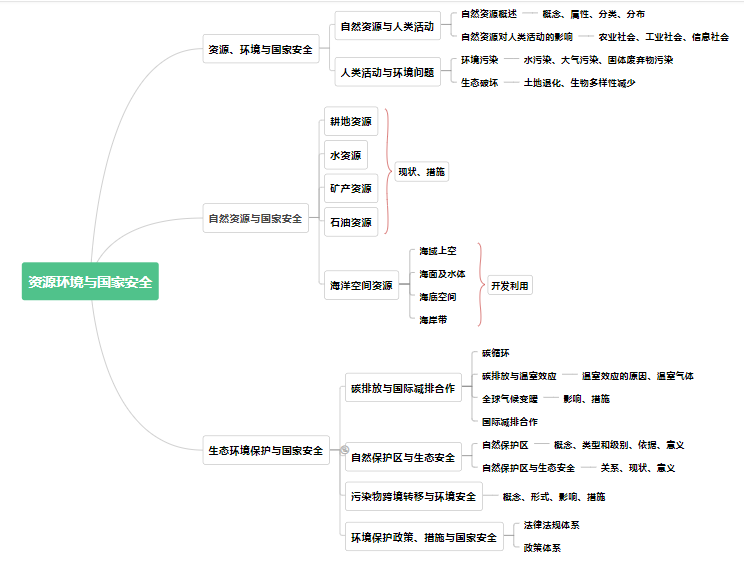 资源环境与国家安全
资源、环境与国家安全
自然资源与人类活动
自然资源概述
概念、属性、分类、分布
自然资源对人类活动的影响
农业社会、工业社会、信息社会
人类活动与环境问题
环境污染
水污染、大气污染、固体废弃物污染
生态破坏
土地退化、生物多样性减少
自然资源与国家安全
耕地资源
水资源
矿产资源
石油资源
现状、措施
海洋空间资源
海域上空
海面及水体
海底空间
海岸带
开发利用
生态环境保护与国家安全
碳排放与国际减排合作
碳循环
碳排放与温室效应
温室效应的原因、温室气体
全球气候变暖
影响、措施
国际减排合作
自然保护区与生态安全
自然保护区
概念、类型和级别、依据、意义
自然保护区与生态安全
关系、现状、意义
污染物跨境转移与环境安全
概念、形式、影响、措施
环境保护政策、措施与国家安全
法律法规体系
政策体系